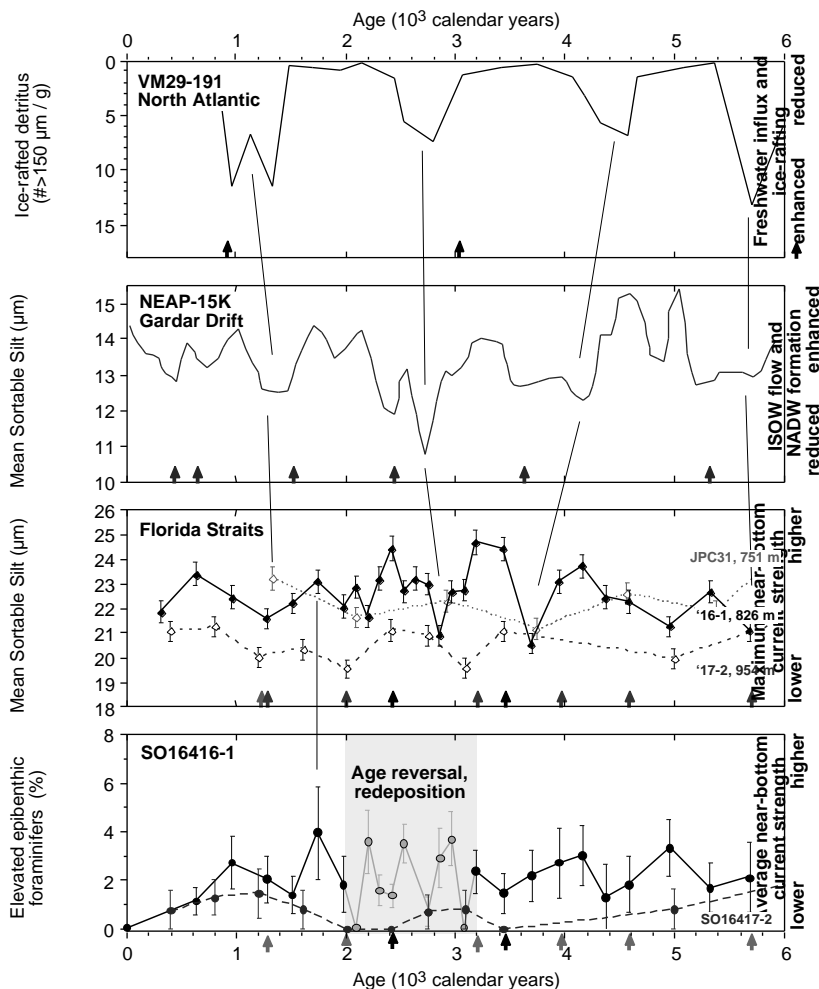 Age (10³ calendar years)
0 1 2 3 4 5 6
Ice-rafted detritus
(#>150 µm / g)
0
5
10
15
VM29-191
North Atlantic
Freshwater influx and
ice-rafting
enhanced reduced
Mean Sortable Silt (µm)
15
14
13
12
11
10
NEAP-15K
Gardar Drift
ISOW flow and
NADW formation
reduced enhanced
Mean Sortable Silt (µm)
26
25
24
23
22
21
20
19
18
Florida Straits
JPC31, 751 m
‘16-1, 826 m
‘17-2, 954 m
Maximum near-bottom
current strength
lower higher
Elevated epibenthic
foraminifers (%)
8
6
4
2
0
SO16416-1
Age reversal,
redeposition
SO16417-2
Average near-bottom
current strength
lower higher
0 1 2 3 4 5 6
Age (10³ calendar years)